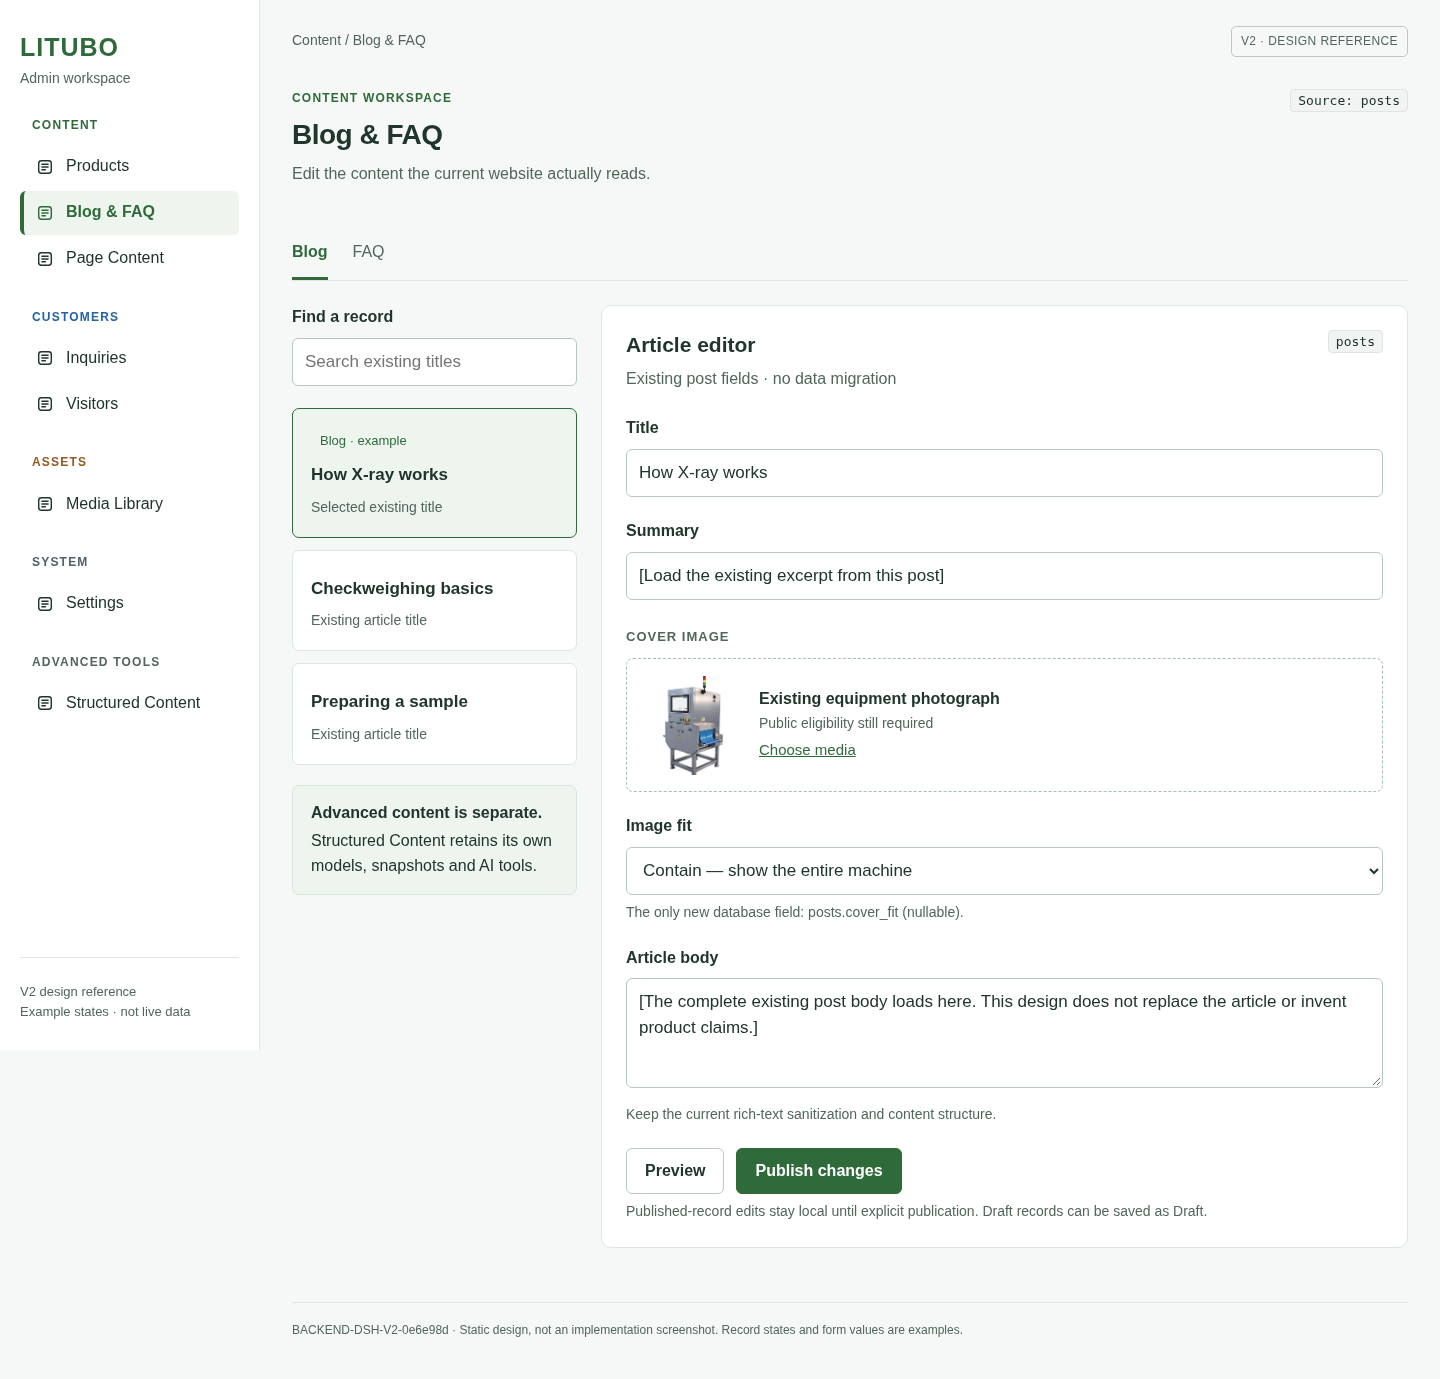 LITUBO
Admin workspace
CONTENT
Products
Blog & FAQ
Page Content
CUSTOMERS
Inquiries
Visitors
ASSETS
Media Library
SYSTEM
Settings
ADVANCED TOOLS
Structured Content
V2 design reference
Example states · not live data
Content / Blog & FAQ
V2 · DESIGN REFERENCE
CONTENT WORKSPACE
Source: posts
Blog & FAQ
Edit the content the current website actually reads.
Blog
FAQ
Find a record
Search existing titles
Blog · example
How X-ray works
Selected existing title
Checkweighing basics
Existing article title
Preparing a sample
Existing article title
Advanced content is separate.
Structured Content retains its own
models, snapshots and AI tools.
Article editor
posts
Existing post fields · no data migration
Title
How X-ray works
Summary
[Load the existing excerpt from this post]
COVER IMAGE
Existing equipment photograph
Public eligibility still required
Choose media
Image fit
Contain — show the entire machine
The only new database field: posts.cover_fit (nullable).
Article body
[The complete existing post body loads here. This design does not replace the article or invent
product claims.]
Keep the current rich-text sanitization and content structure.
Preview
Publish changes
Published-record edits stay local until explicit publication. Draft records can be saved as Draft.
BACKEND-DSH-V2-0e6e98d · Static design, not an implementation screenshot. Record states and form values are examples.